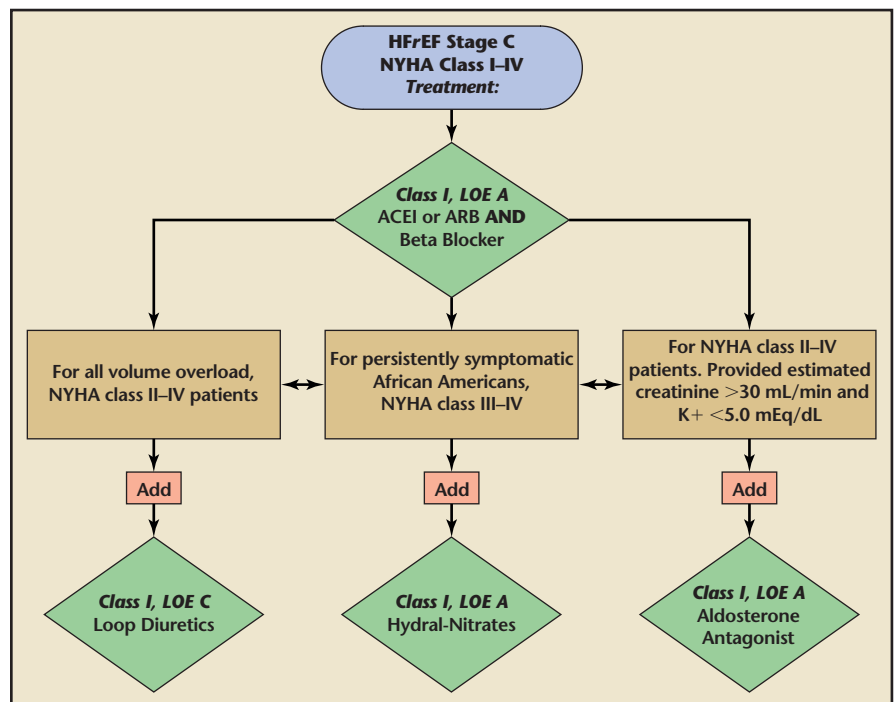 HFrEF Stage C
NYHA Class I–IV
Treatment:
Class I, LOE A
ACEI or ARB AND
Beta Blocker
For all volume overload,
NYHA class II–IV patients
For persistently symptomatic
African Americans,
NYHA class III–IV
For NYHA class II–IV
patients. Provided estimated
creatinine >30 mL/min and
K+ <5.0 mEq/dL
Add
Add
Add
Class I, LOE C
Loop Diuretics
Class I, LOE A
Hydral-Nitrates
Class I, LOE A
Aldosterone
Antagonist